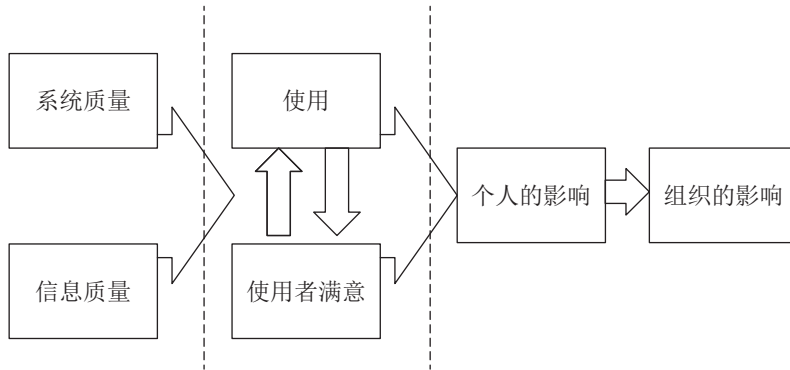 系统质量
使用
个人的影响
组织的影响
信息质量
使用者满意